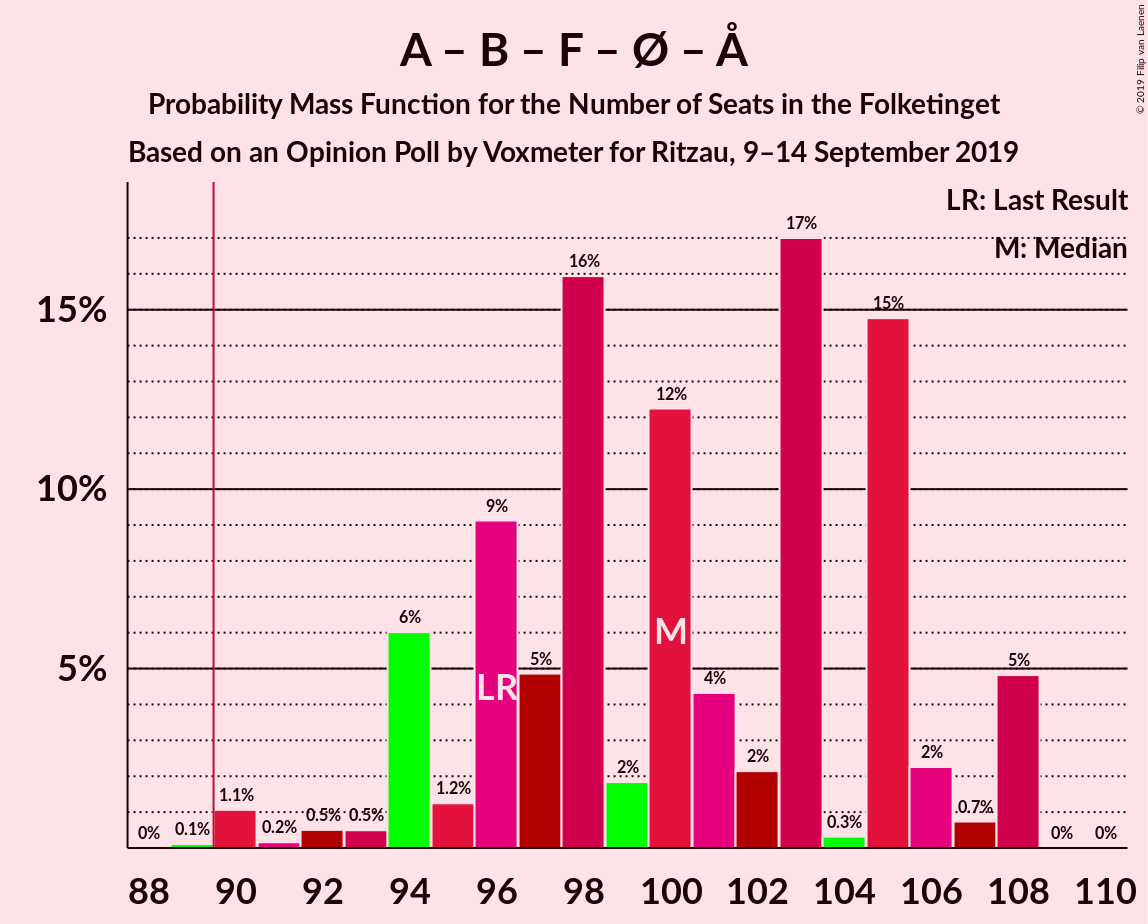 A – B – F – Ø – Å
Probability Mass Function for the Number of Seats in the Folketinget
Based on an Opinion Poll by Voxmeter for Ritzau, 9–14 September 2019
© 2019 Filip van Laenen
LR: Last Result
M: Median
17%
16%
15%
15%
12%
10%
9%
6%
M
5%
5%
5%
4%
LR
2%
2%
2%
1.1%
1.2%
0.7%
0.5%
0.5%
0.3%
0%
0.1%
0.2%
0%
0%
88 90 92 94 96 98 100 102 104 106 108 110